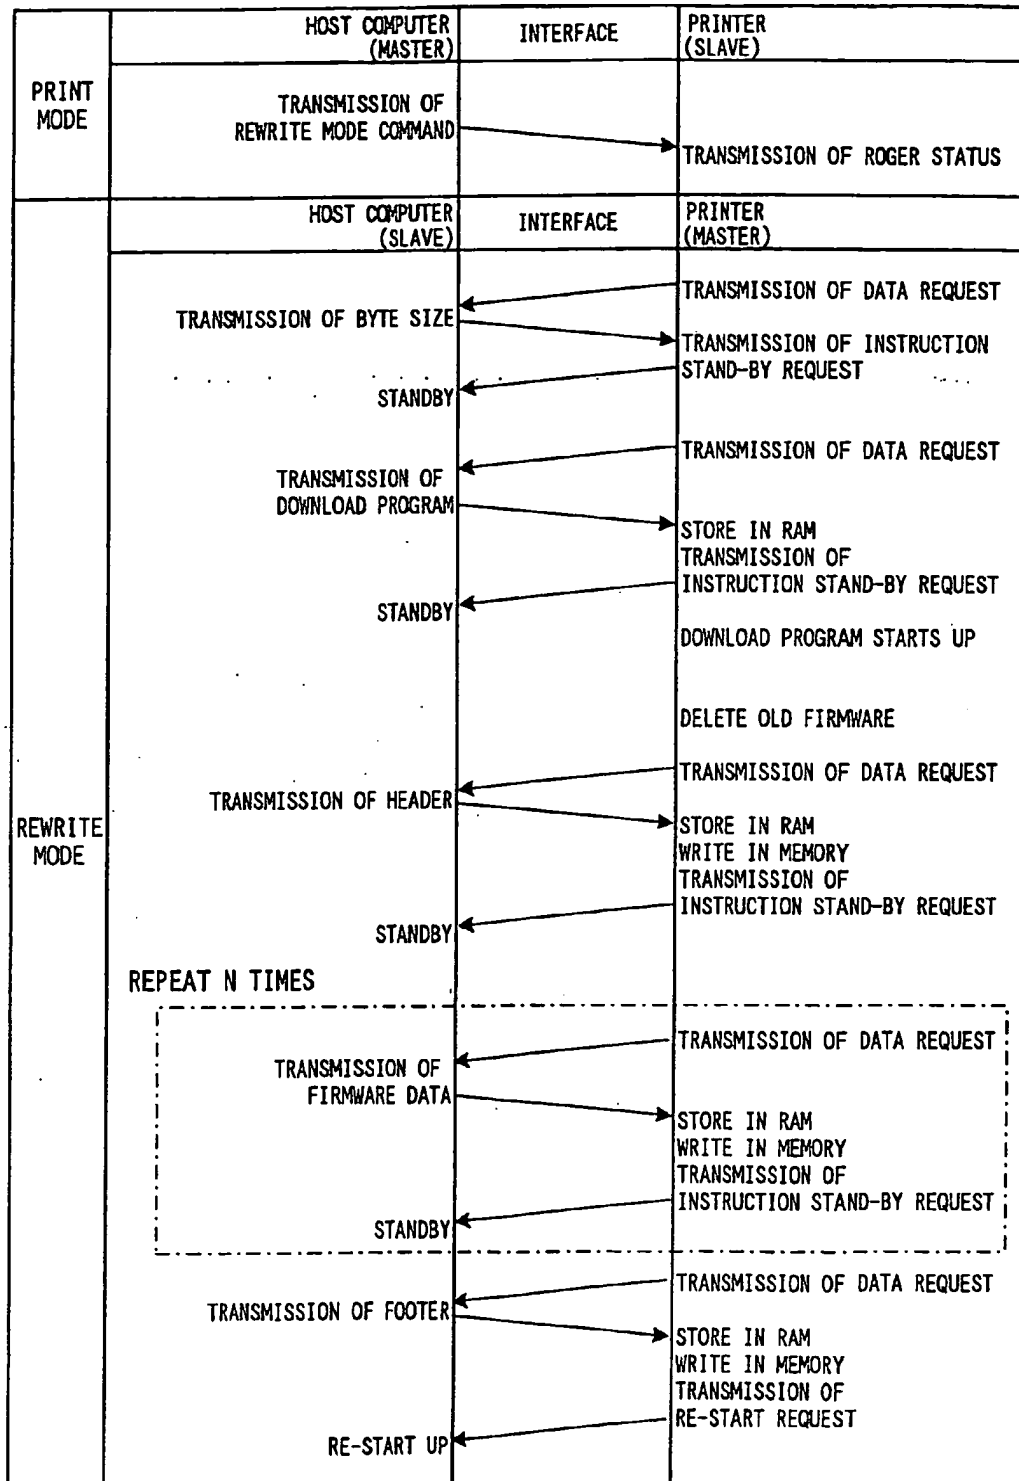 HOST COMPUTER
(MASTER)
INTERFACE
PRINTER
(SLAVE)
PRINT
MODE
TRANSMISSION OF
REWRITE MODE COMMAND
TRANSMISSION OF ROGER STATUS
HOST COMPUTER
(SLAVE)
INTERFACE
PRINTER
(MASTER)
TRANSMISSION OF DATA REQUEST
TRANSMISSION OF BYTE SIZE
TRANSMISSION OF INSTRUCTION
STAND-BY REQUEST
STANDBY
TRANSMISSION OF DATA REQUEST
TRANSMISSION OF
DOWNLOAD PROGRAM
STORE IN RAM
TRANSMISSION OF
INSTRUCTION STAND-BY REQUEST
STANDBY
DOWNLOAD PROGRAM STARTS UP
DELETE OLD FIRMWARE
TRANSMISSION OF DATA REQUEST
TRANSMISSION OF HEADER
REWRITE
MODE
STORE IN RAM
WRITE IN MEMORY
TRANSMISSION OF
INSTRUCTION STAND-BY REQUEST
STANDBY
REPEAT N TIMES
TRANSMISSION OF DATA REQUEST
TRANSMISSION OF
FIRMWARE DATA
STORE IN RAM
WRITE IN MEMORY
TRANSMISSION OF
INSTRUCTION STAND-BY REQUEST
STANDBY
TRANSMISSION OF DATA REQUEST
TRANSMISSION OF FOOTER
STORE IN RAM
WRITE IN MEMORY
TRANSMISSION OF
RE-START REQUEST
RE-START UP